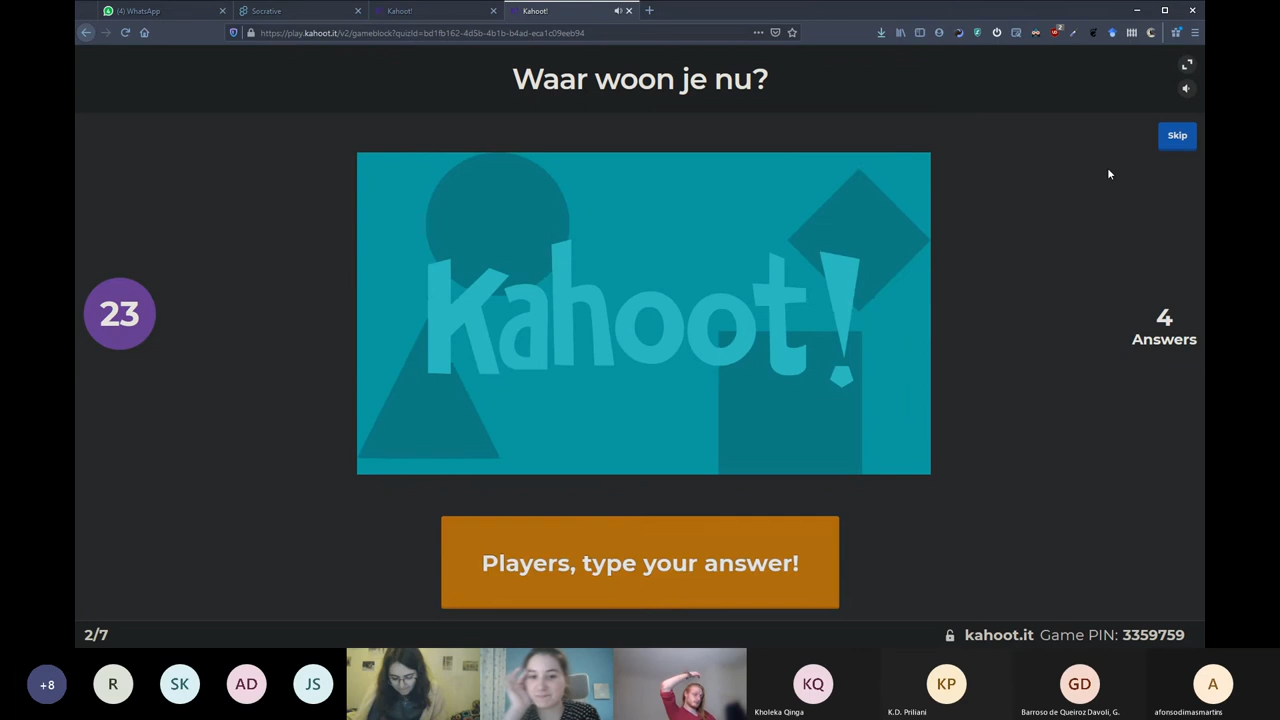 (4) WhatsApp
Socrative
Kahoot!
Kahoot!
https://play.kahoot.it/v2/gameblock?quizId=bd1fb162-4d5b-4b1b-b4ad-eca1c09eeb94
2
Waar woon je nu?
Skip
Kahoot!
23
4
Answers
Players, type your answer!
2/7
kahoot.it Game PIN: 3359759
+8
R
SK
AD
JS
KQ
KP
GD
A
Kholeka Qinga
K.D. Priliani
Barroso de Queiroz Davoli, G.
afonsodimasmartins